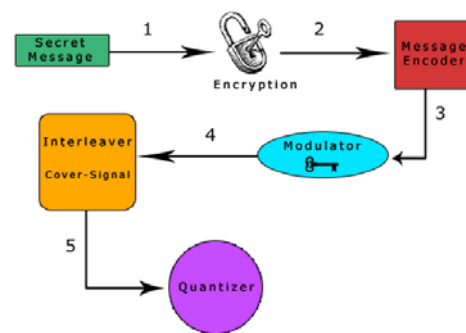 1
2
Secret
Message
Encryption
Message
Encoder
3
4
Modulator
Interleaver
Cover-Signal
5
Quantizer